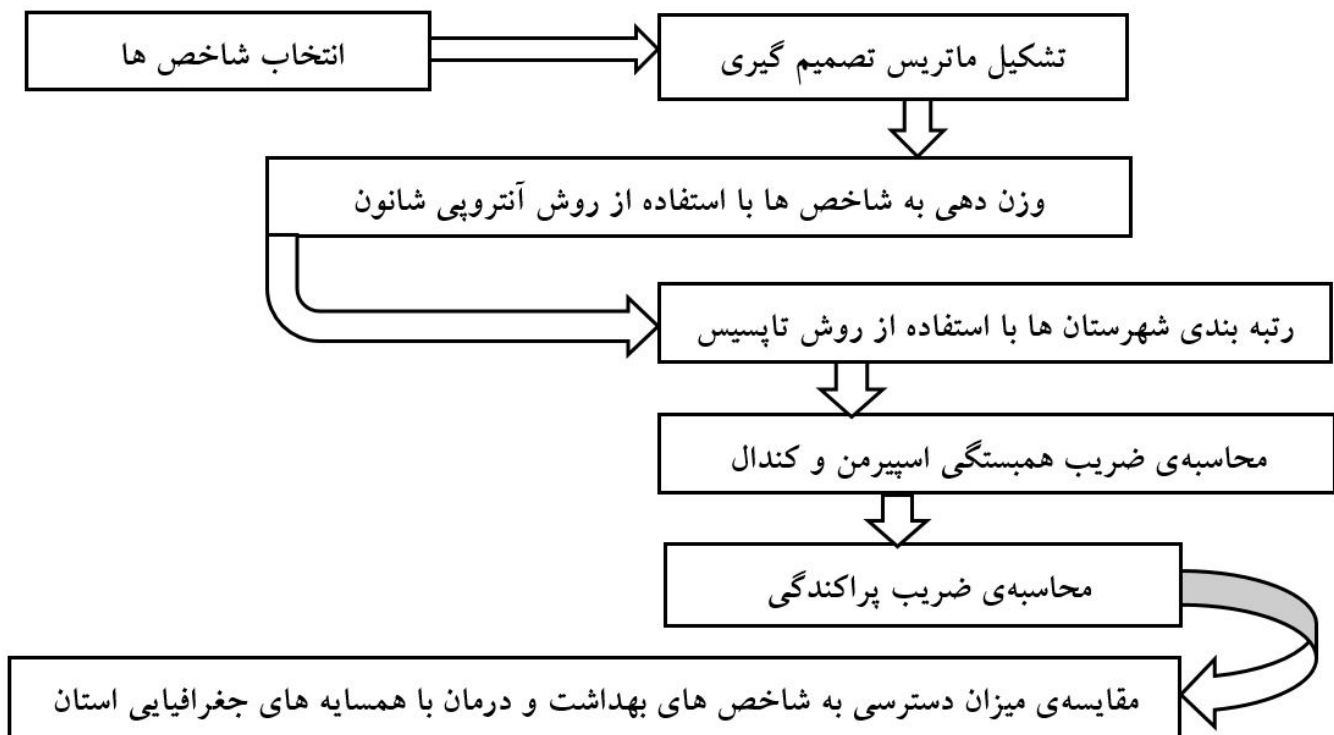 انتخاب شاخص ها
تشکیل ماتریس تصمیم گیری
وزن دهی به شاخص ها با استفاده از روش آنتروپی شانون
رتبه بندی شهرستان ها با استفاده از روش تاپسیس
محاسبه‌ی ضریب همبستگی اسپیرمن و کندال
محاسبه‌ی ضریب پراکندگی
مقایسه‌ی میزان دسترسی به شاخص های بهداشت و درمان با همسایه های جغرافیایی استان